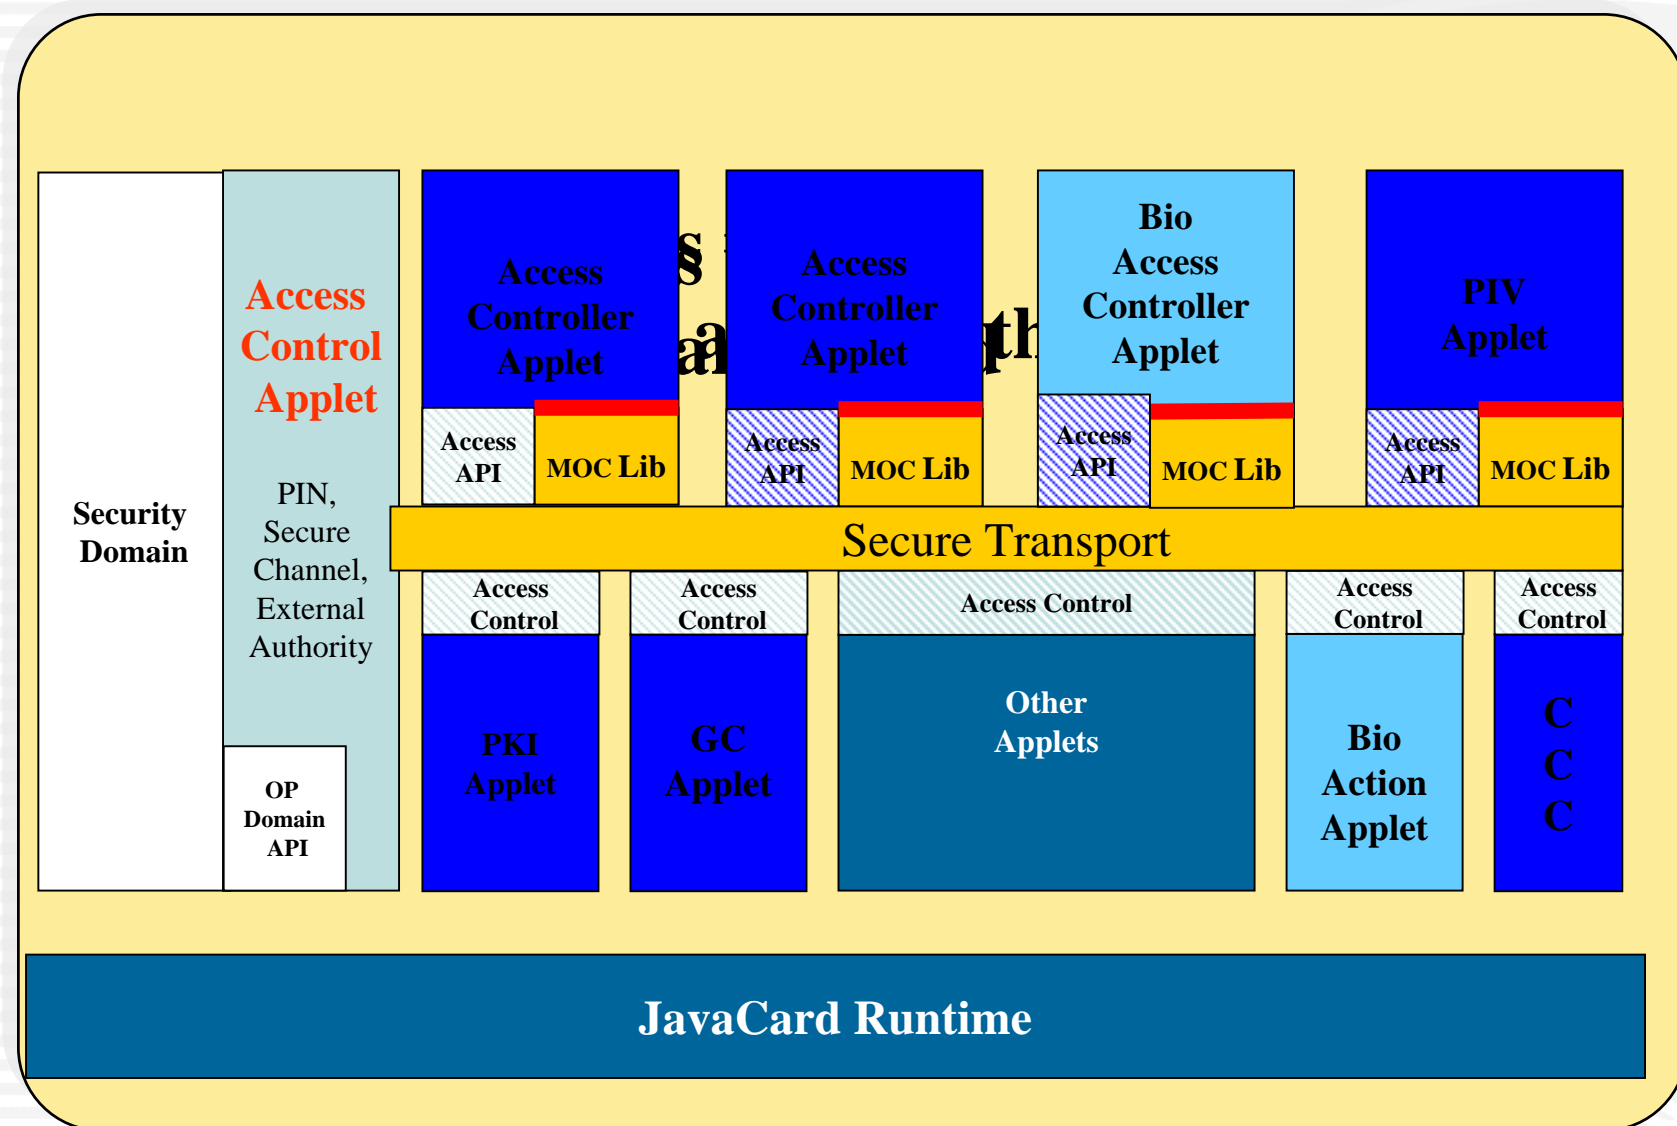 Security
Domain
Access
Control
Applet
PIN,
Secure
Channel,
External
Authority
OP
Domain
API
Access
Controller
Applet
Access
API
MOC Lib
Access
Controller
Applet
Access
API
MOC Lib
Bio
Access
Controller
Applet
Access
API
MOC Lib
PIV
Applet
Access
API
MOC Lib
Secure Transport
Access
Control
PKI
Applet
Access
Control
GC
Applet
Access Control
Other
Applets
Access
Control
Bio
Action
Applet
Access
Control
C
C
C
JavaCard Runtime